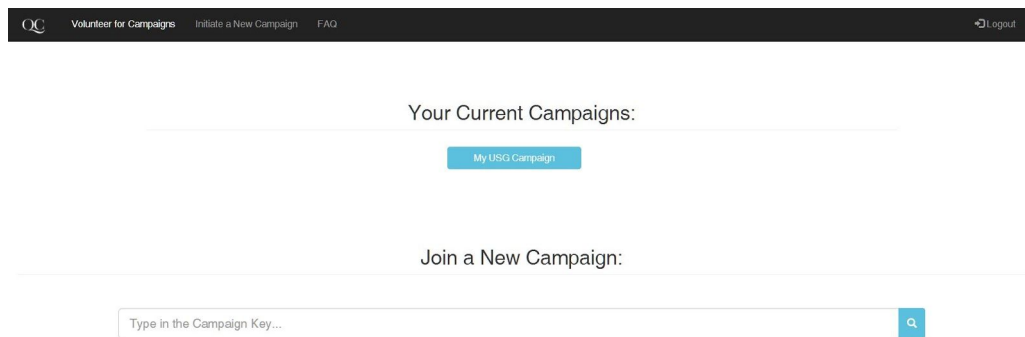 QC Volunteer for Campaigns Initiate a New Campaign FAQ Logout
Your Current Campaigns:
My USG Campaign
Join a New Campaign:
Type in the Campaign Key...